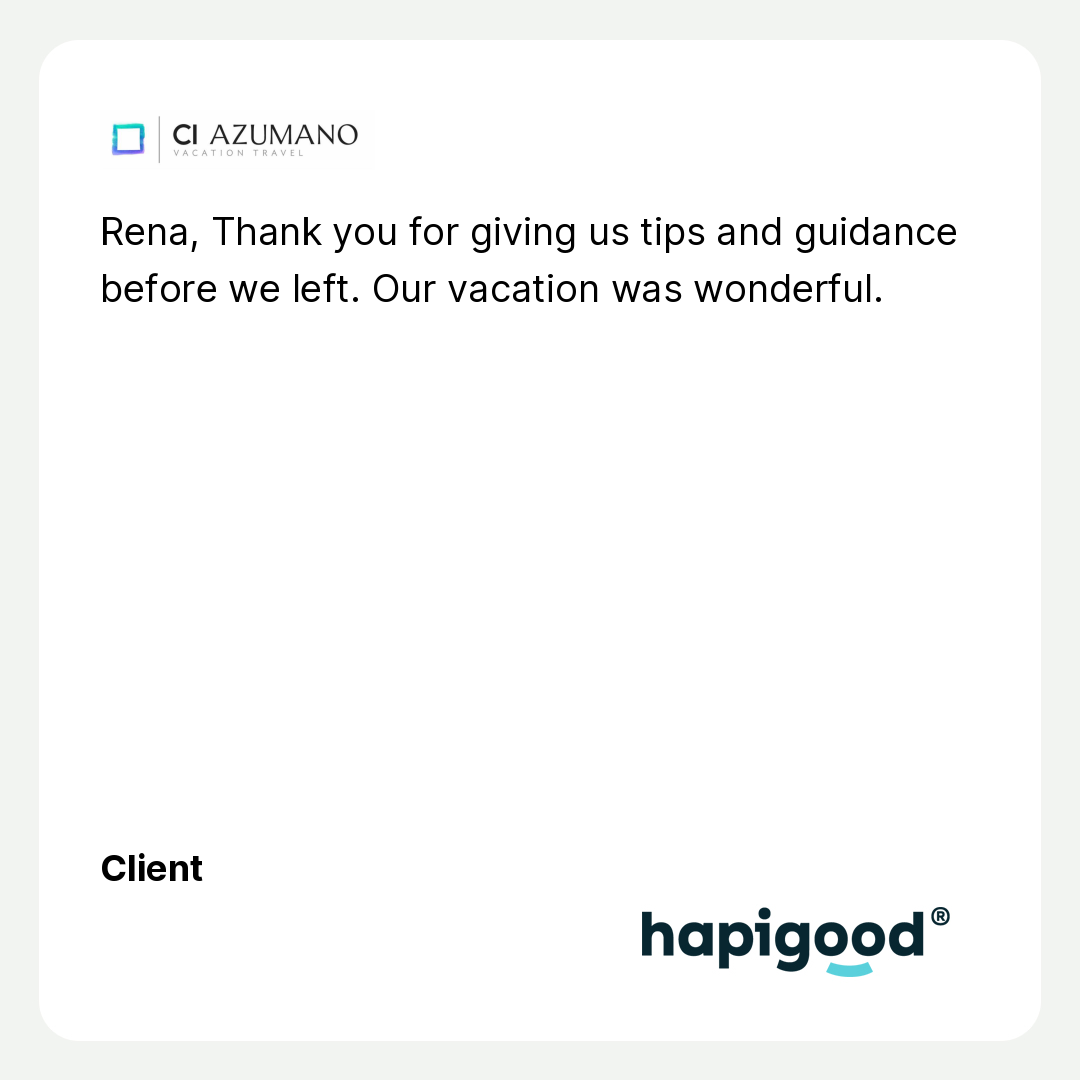 CI AZUMANO
VACATION TRAVEL
Rena, Thank you for giving us tips and guidance
before we left. Our vacation was wonderful.
Client
hapigood®